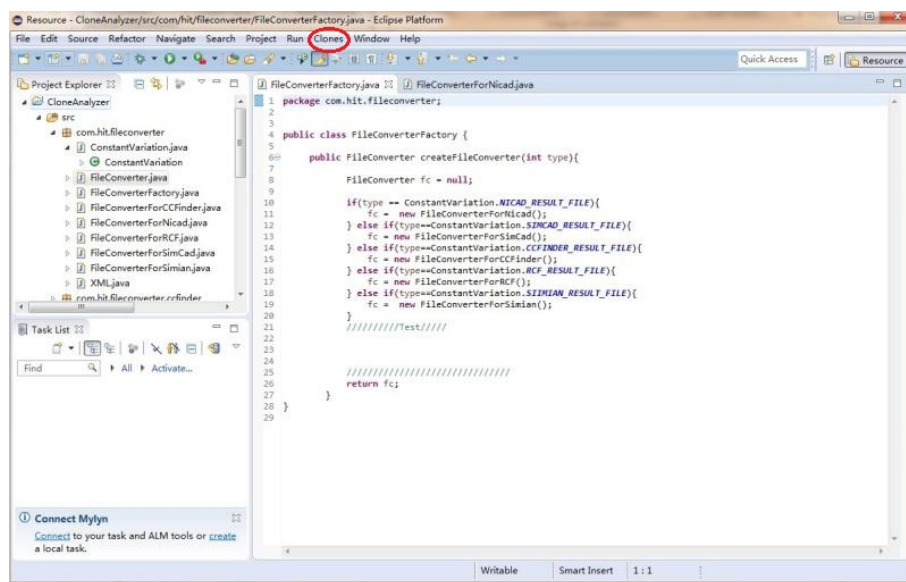 Resource - CloneAnalyzer/src/com/hit/fileconverter/FileConverterFactory.java - Eclipse Platform
File Edit Source Refactor Navigate Search Project Run Clones Window Help
Quick Access Resource
Project Explorer
CloneAnalyzer
src
com.hit.fileconverter
ConstantVariation.java
ConstantVariation
FileConverter.java
FileConverterFactory.java
FileConverterForCCFinder.java
FileConverterForNicad.java
FileConverterForRCF.java
FileConverterForSimCad.java
FileConverterForSimian.java
XML.java
com.hit.fileconverter.ccfinder
Task List
Find All Activate...
Connect Mylyn
Connect to your task and ALM tools or create
a local task.
FileConverterFactory.java FileConverterForNicad.java
1 package com.hit.fileconverter;
2
3
4 public class FileConverterFactory {
5
6 public FileConverter createFileConverter(int type){
7
8 FileConverter fc = null;
9
10 if(type == ConstantVariation.NICAD_RESULT_FILE){
11 fc = new FileConverterForNicad();
12 } else if(type==ConstantVariation.SIMCAD_RESULT_FILE){
13 fc = new FileConverterForSimCad();
14 } else if(type==ConstantVariation.CCFINDER_RESULT_FILE){
15 fc = new FileConverterForCCFinder();
16 } else if(type==ConstantVariation.RCF_RESULT_FILE){
17 fc = new FileConverterForRCF();
18 } else if(type==ConstantVariation.SIIMIAN_RESULT_FILE){
19 fc = new FileConverterForSimian();
20 }
21 //////////Test/////
22
23
24
25 ///////////////////////////////
26 return fc;
27 }
28 }
29
Writable Smart Insert 1 : 1